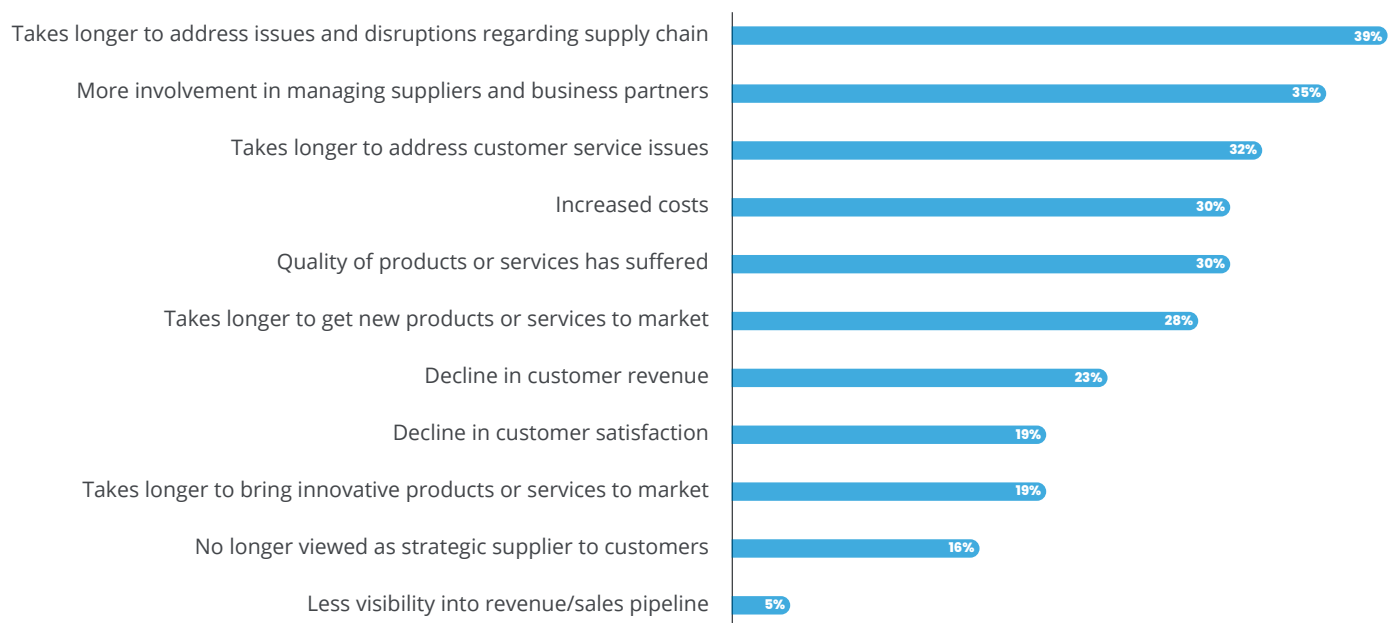 Takes longer to address issues and disruptions regarding supply chain 39%
More involvement in managing suppliers and business partners 35%
Takes longer to address customer service issues 32%
Increased costs 30%
Quality of products or services has suffered 30%
Takes longer to get new products or services to market 28%
Decline in customer revenue 23%
Decline in customer satisfaction 19%
Takes longer to bring innovative products or services to market 19%
No longer viewed as strategic supplier to customers 16%
Less visibility into revenue/sales pipeline 5%